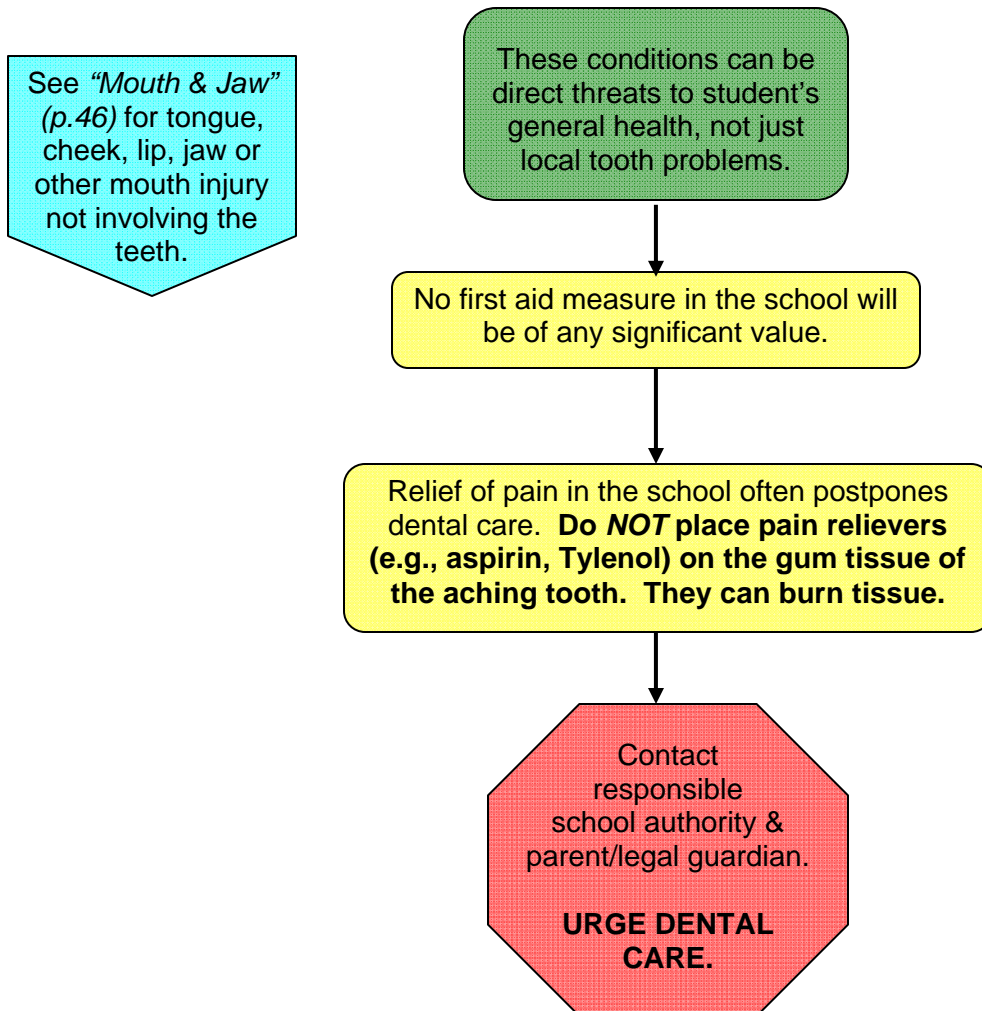 See “Mouth & Jaw”
(p.46) for tongue,
cheek, lip, jaw or
other mouth injury
not involving the
teeth.
These conditions can be
direct threats to student’s
general health, not just
local tooth problems.
No first aid measure in the school will
be of any significant value.
Relief of pain in the school often postpones
dental care.  Do NOT place pain relievers
(e.g., aspirin, Tylenol) on the gum tissue of
the aching tooth.  They can burn tissue.
Contact
responsible
school authority &
parent/legal guardian.
URGE DENTAL
CARE.